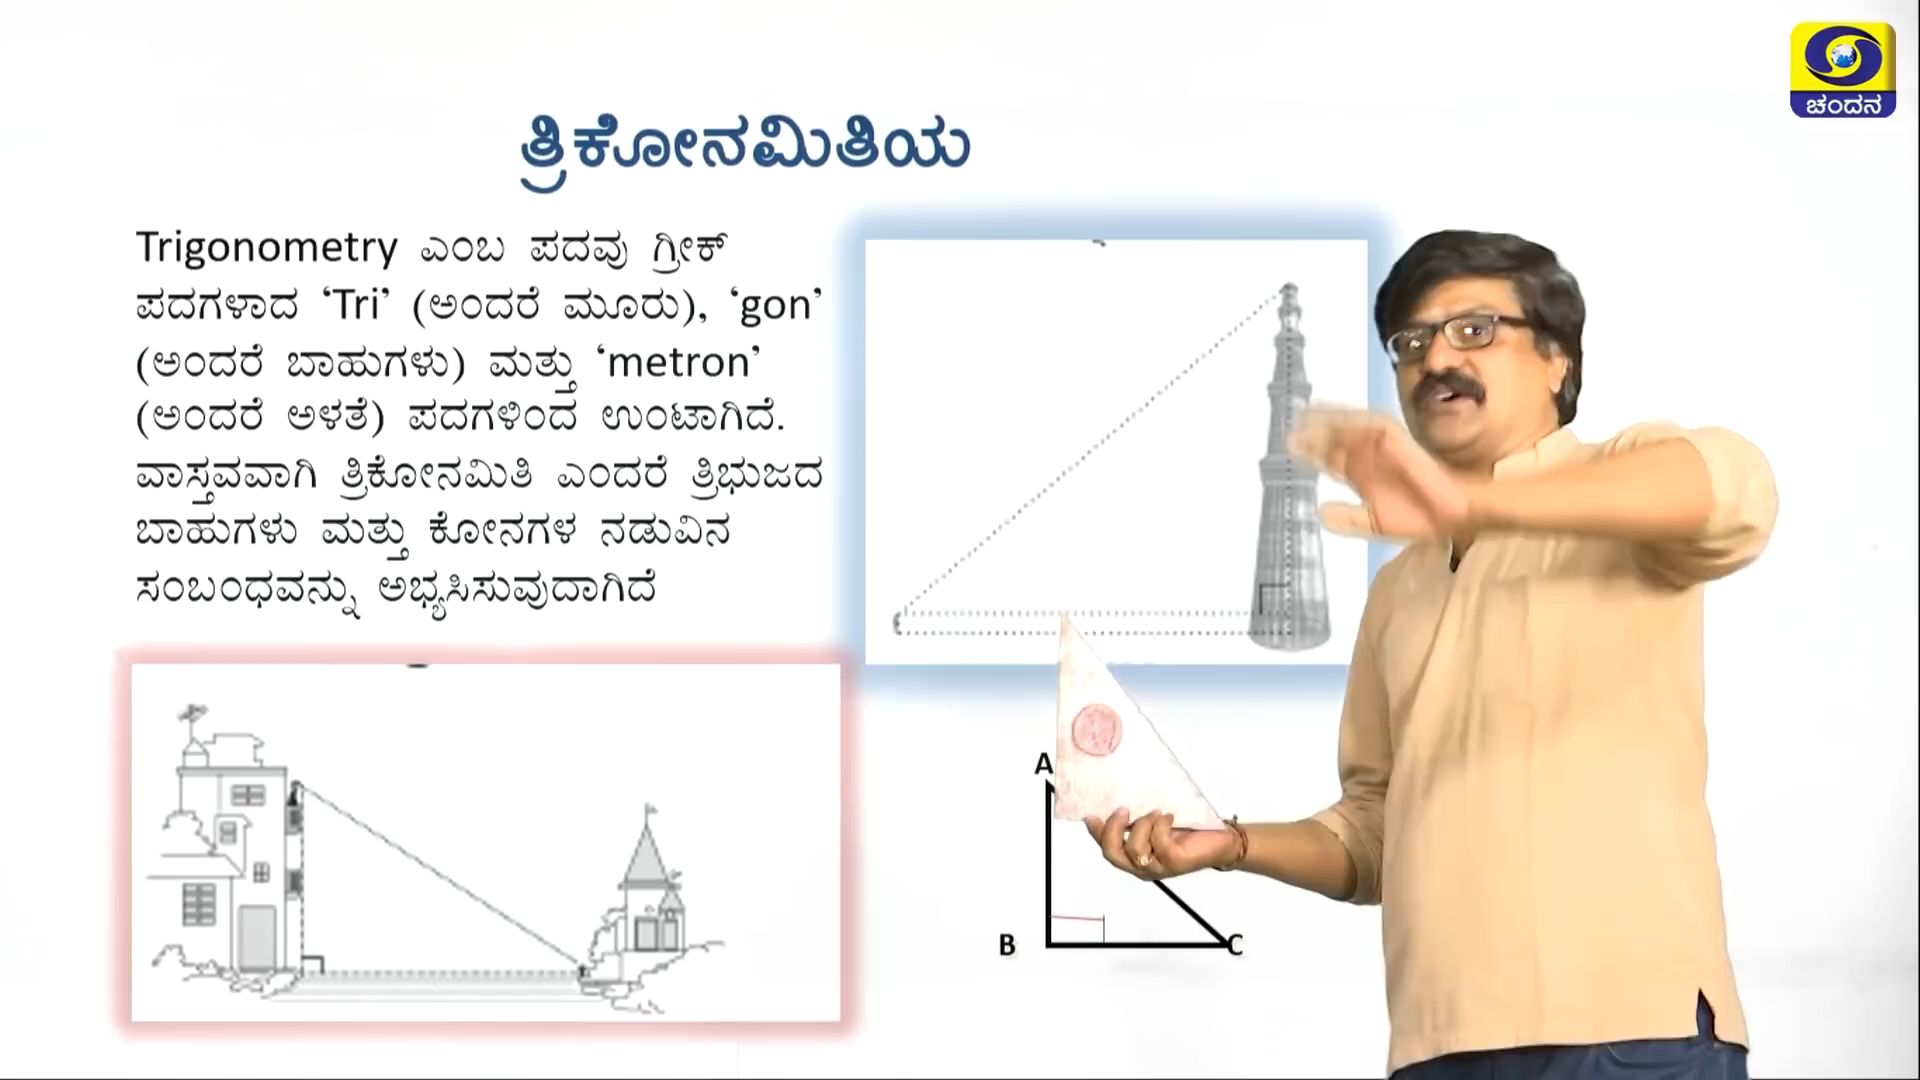 ಚಂದನ
ತ್ರಿಕೋನಮಿತಿಯ
Trigonometry ಎಂಬ ಪದವು ಗ್ರೀಕ್
ಪದಗಳಾದ ‘Tri’ (ಅಂದರೆ ಮೂರು), ‘gon’
(ಅಂದರೆ ಬಾಹುಗಳು) ಮತ್ತು ‘metron’
(ಅಂದರೆ ಅಳತೆ) ಪದಗಳಿಂದ ಉಂಟಾಗಿದೆ.
ವಾಸ್ತವವಾಗಿ ತ್ರಿಕೋನಮಿತಿ ಎಂದರೆ ತ್ರಿಭುಜದ
ಬಾಹುಗಳು ಮತ್ತು ಕೋನಗಳ ನಡುವಿನ
ಸಂಬಂಧವನ್ನು ಅಭ್ಯಸಿಸುವುದಾಗಿದೆ
A
B
C